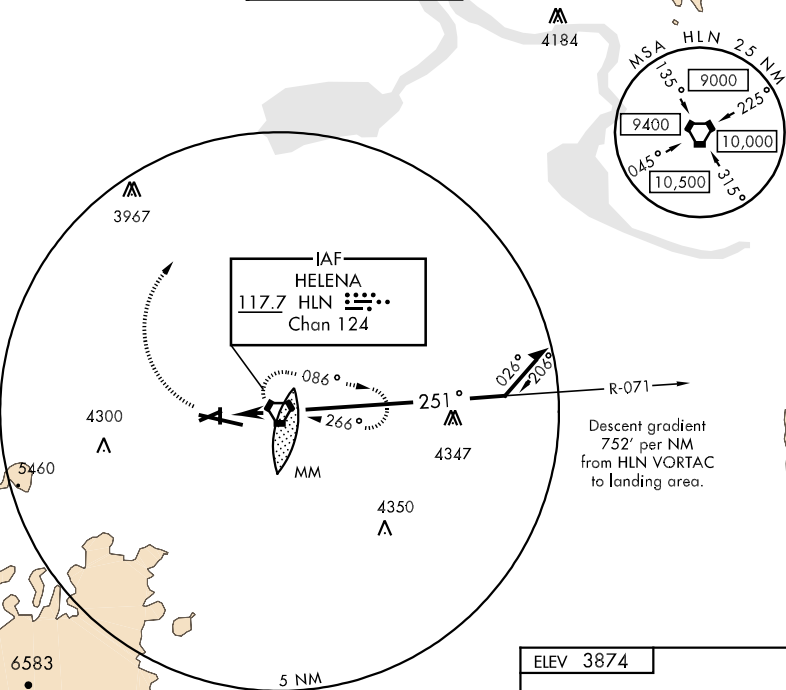 4184
MSA HLN 25 NM
135°
9000
225°
9400
10,000
045°
10,500
315°
3967
IAF
HELENA
117.7 HLN
Chan 124
086°
026°
206°
251°
R-071
266°
4300
4347
Descent gradient
752' per NM
from HLN VORTAC
to landing area.
5460
MM
4350
6583
5 NM
ELEV 3874